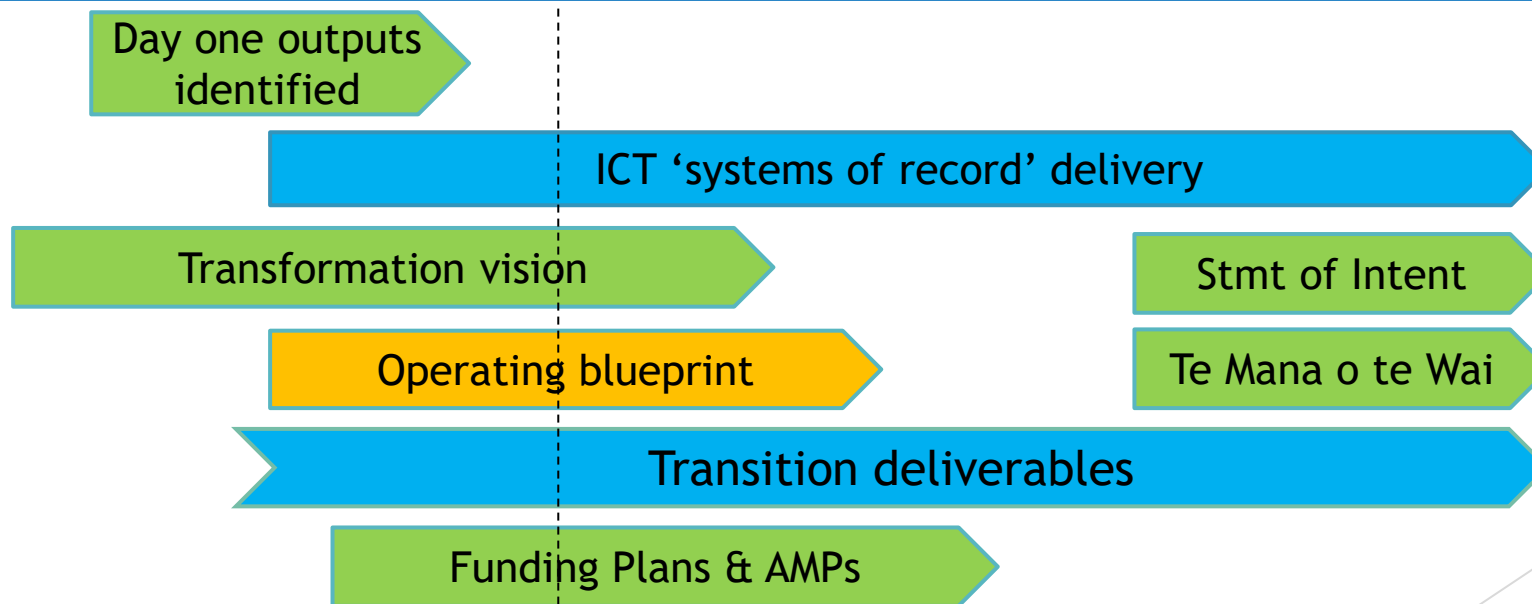 Day one outputs
identified
ICT ‘systems of record’ delivery
Transformation vision
Stmt of Intent
Operating blueprint
Te Mana o te Wai
Transition deliverables
Funding Plans & AMPs